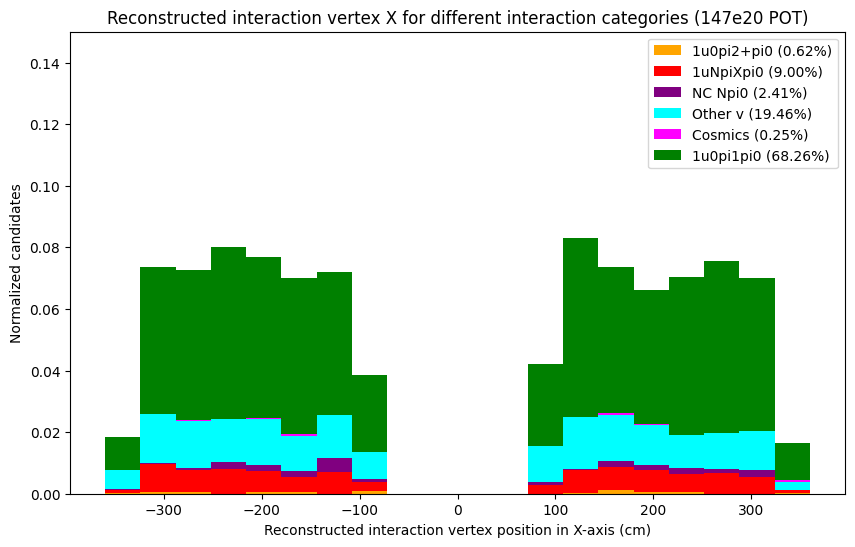 Reconstructed interaction vertex X for different interaction categories (147e20 POT)
1u0pi2+pi0 (0.62%)
1uNpiXpi0 (9.00%)
NC Npi0 (2.41%)
Other v (19.46%)
Cosmics (0.25%)
1u0pi1pi0 (68.26%)
Normalized candidates
0.14
0.12
0.10
0.08
0.06
0.04
0.02
0.00
−300 −200 −100 0 100 200 300
Reconstructed interaction vertex position in X-axis (cm)